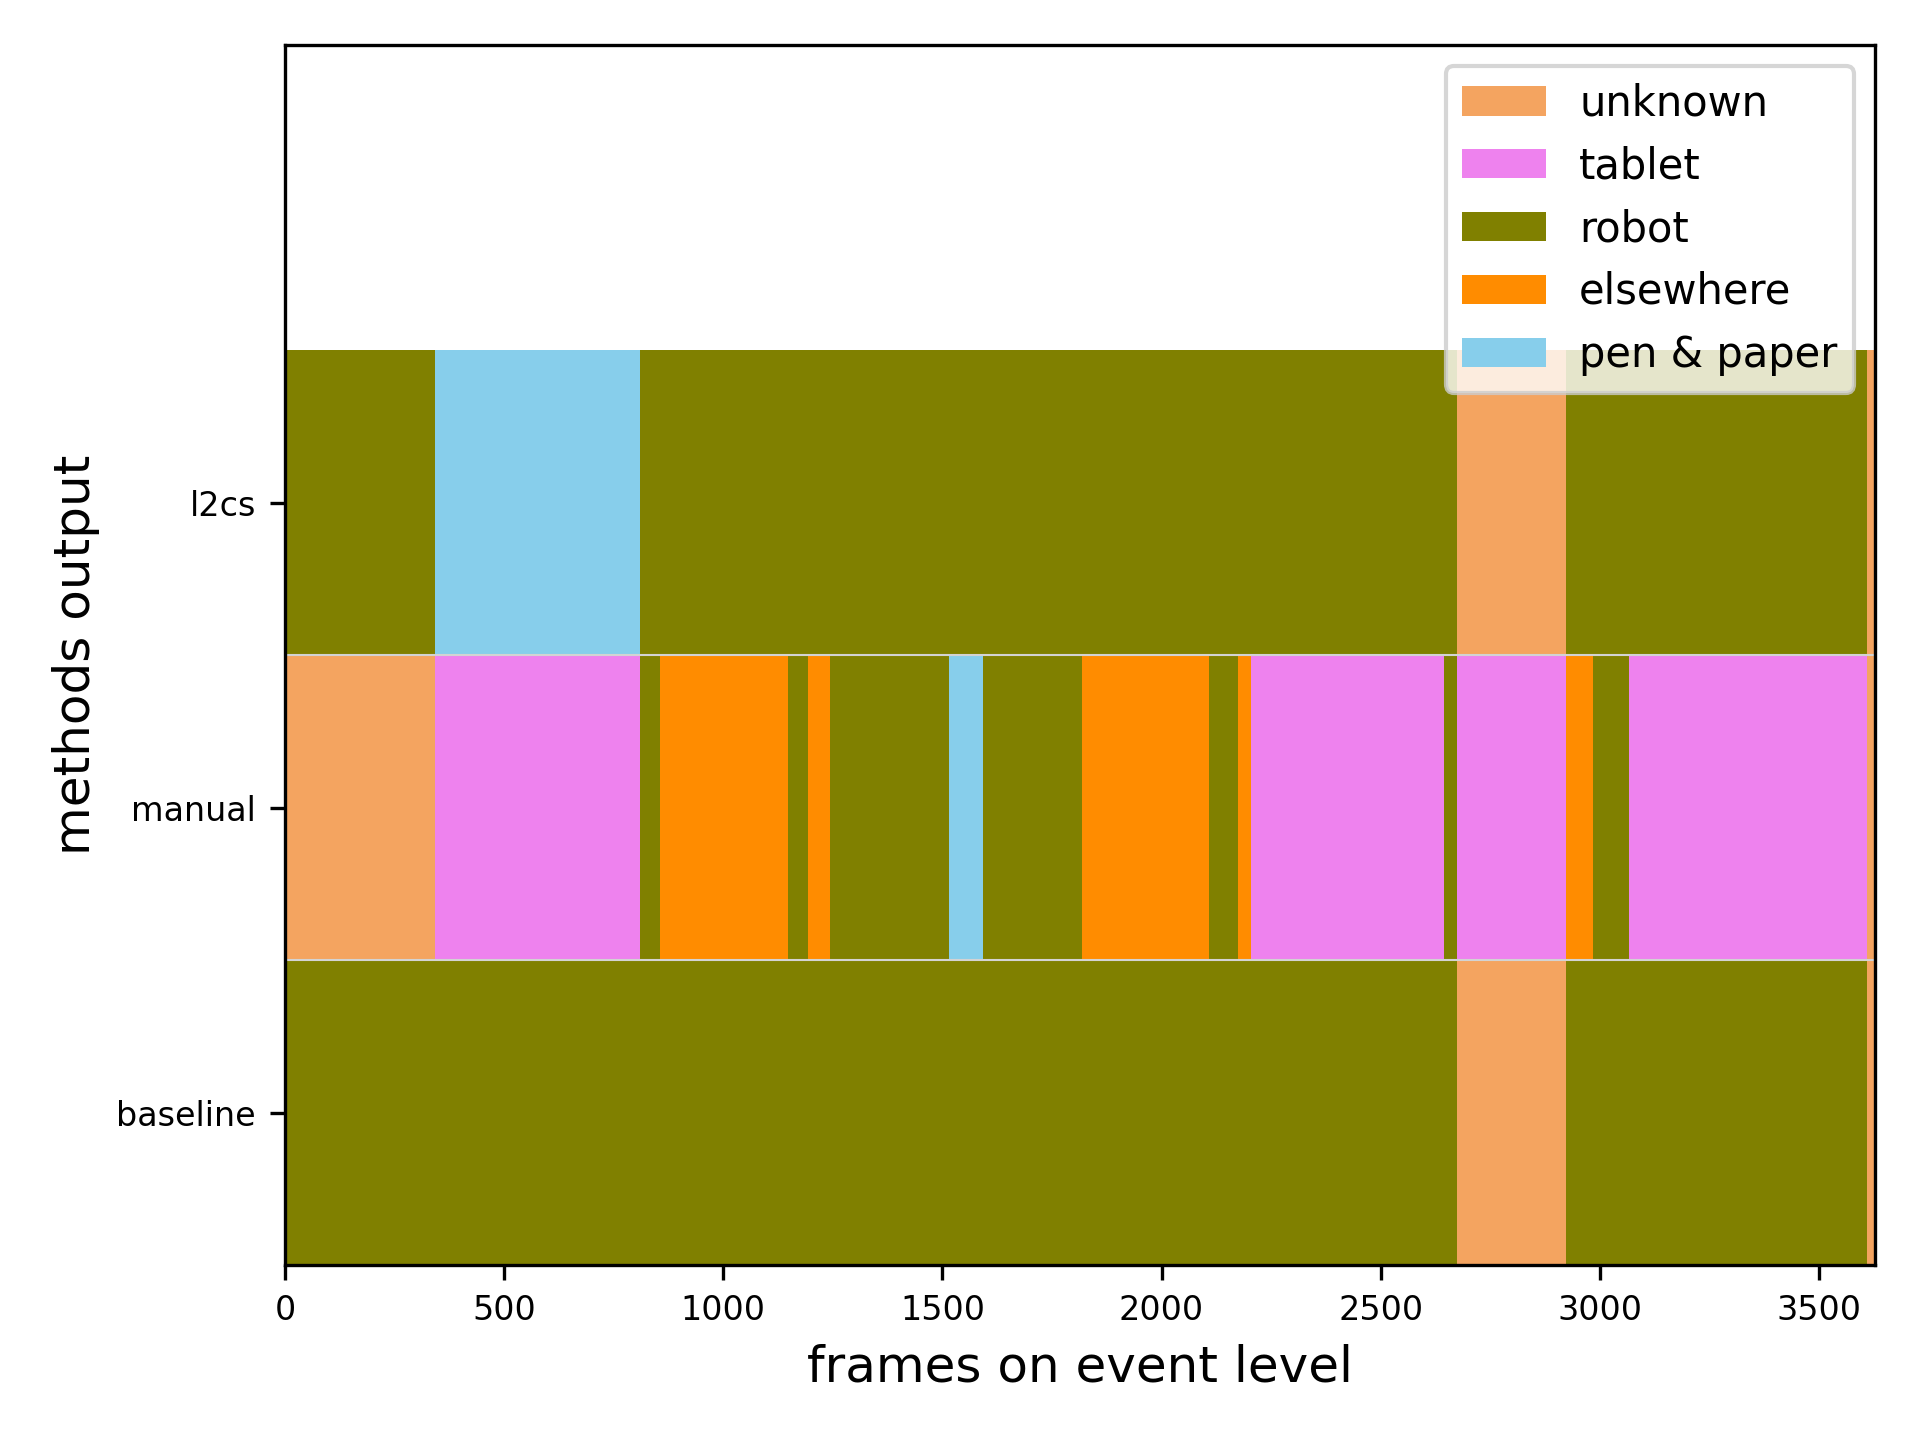 unknown
tablet
robot
elsewhere
pen & paper
methods output
l2cs
manual
baseline
0 500 1000 1500 2000 2500 3000 3500
frames on event level